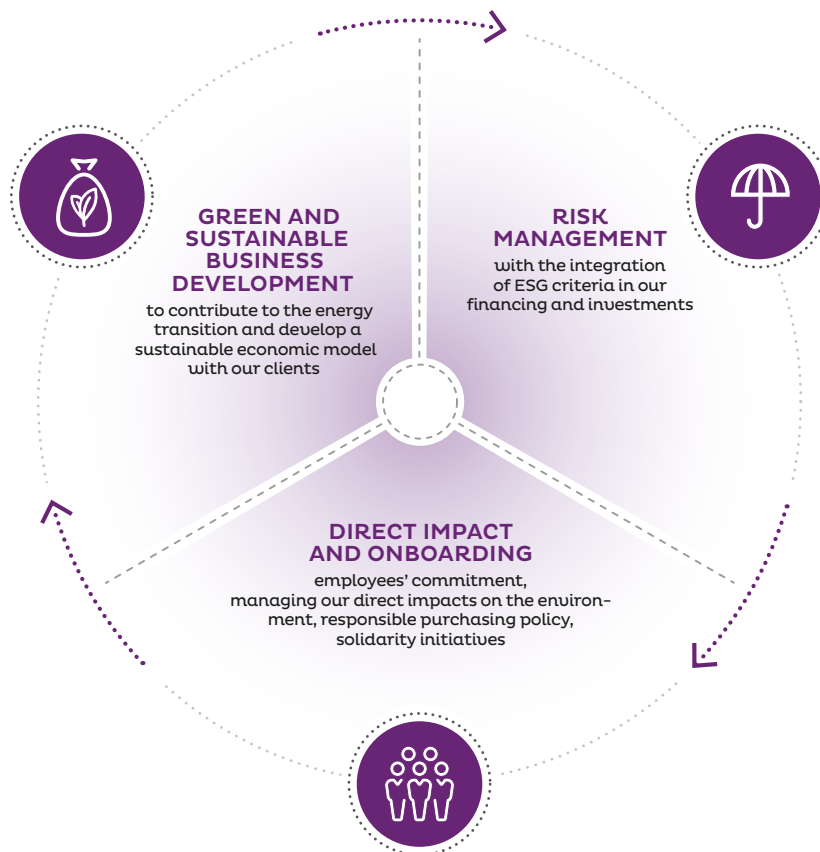 GREEN AND
SUSTAINABLE
BUSINESS
DEVELOPMENT
to contribute to the energy
transition and develop a
sustainable economic model
with our clients
RISK
MANAGEMENT
with the integration
of ESG criteria in our
financing and investments
DIRECT IMPACT
AND ONBOARDING
employees’ commitment,
managing our direct impacts on the environ-
ment, responsible purchasing policy,
solidarity initiatives